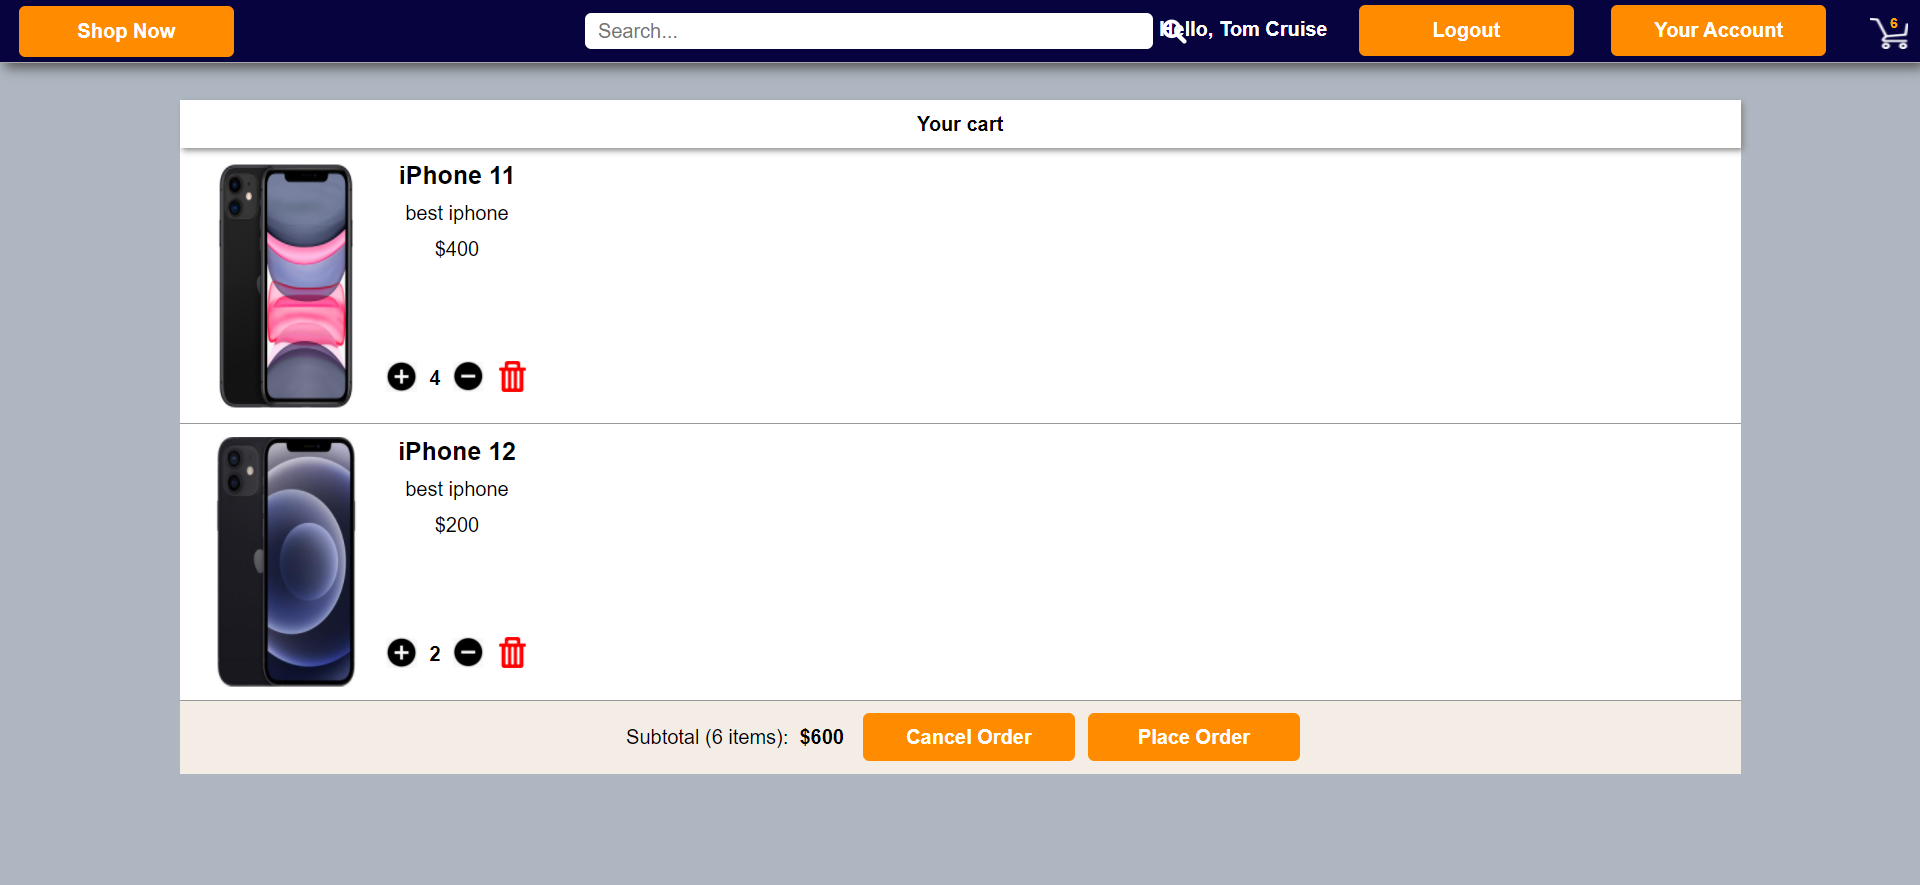 Shop Now
Search...
Hello, Tom Cruise
Logout
Your Account
6
Your cart
iPhone 11
best iphone
$400
4
iPhone 12
best iphone
$200
2
Subtotal (6 items): $600
Cancel Order
Place Order